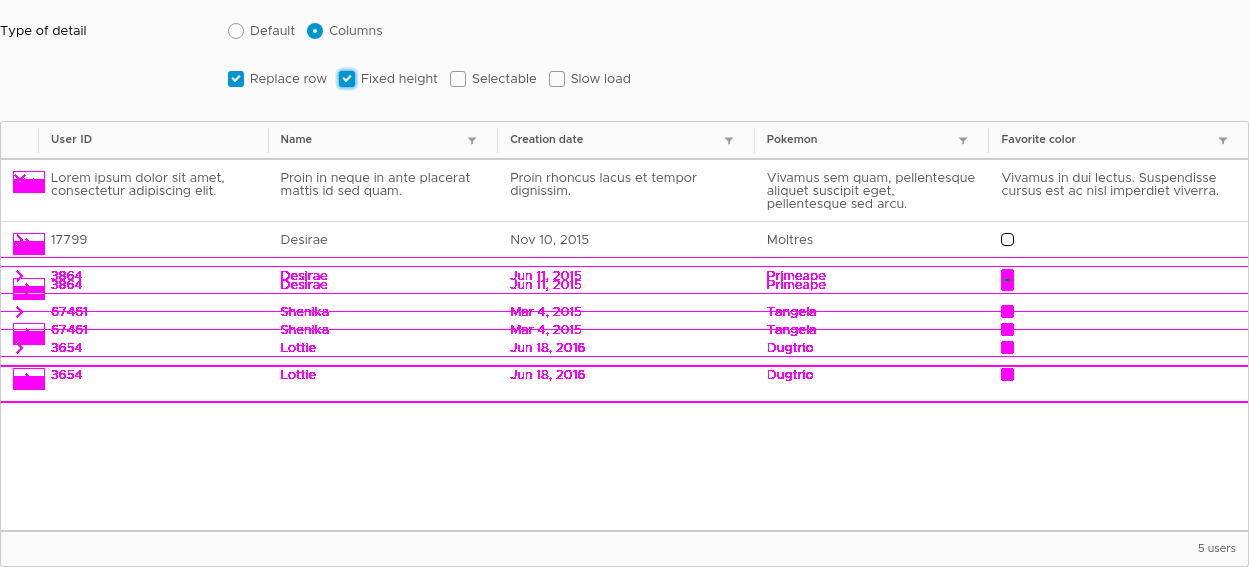 Type of detail
Default
Columns
Replace row
Fixed height
Selectable
Slow load
User ID
Name
Creation date
Pokemon
Favorite color
Lorem ipsum dolor sit amet,
consectetur adipiscing elit.
Proin in neque in ante placerat
mattis id sed quam.
Proin rhoncus lacus et tempor
dignissim.
Vivamus sem quam, pellentesque
aliquet suscipit eget,
pellentesque sed arcu.
Vivamus in dui lectus. Suspendisse
cursus est ac nisl imperdiet viverra.
17799
Desirae
Nov 10, 2015
Moltres
3864
Desirae
Jun 11, 2015
Primeape
3864
Desirae
Jun 11, 2015
Primeape
67461
Shenika
Mar 4, 2015
Tangela
67461
Shenika
Mar 4, 2015
Tangela
3654
Lottie
Jun 18, 2016
Dugtrio
3654
Lottie
Jun 18, 2016
Dugtrio
5 users